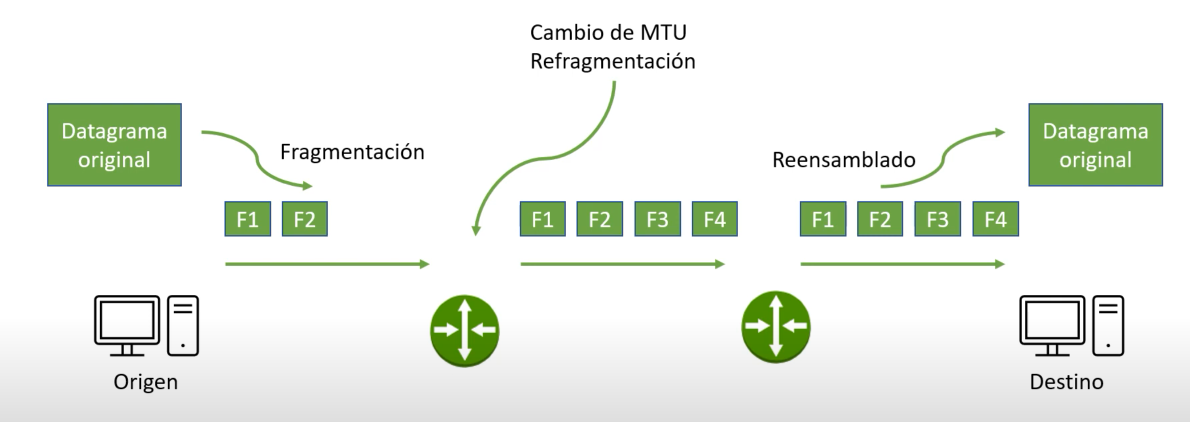 Cambio de MTU
Refragmentación
Datagrama
original
Fragmentación
Reensamblado
Datagrama
original
F1 F2
F1 F2 F3 F4
F1 F2 F3 F4
Origen
Destino